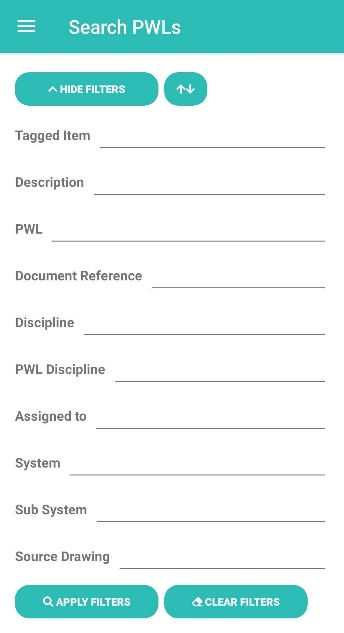 Search PWLs
HIDE FILTERS
Tagged Item
Description
PWL
Document Reference
Discipline
PWL Discipline
Assigned to
System
Sub System
Source Drawing
APPLY FILTERS CLEAR FILTERS